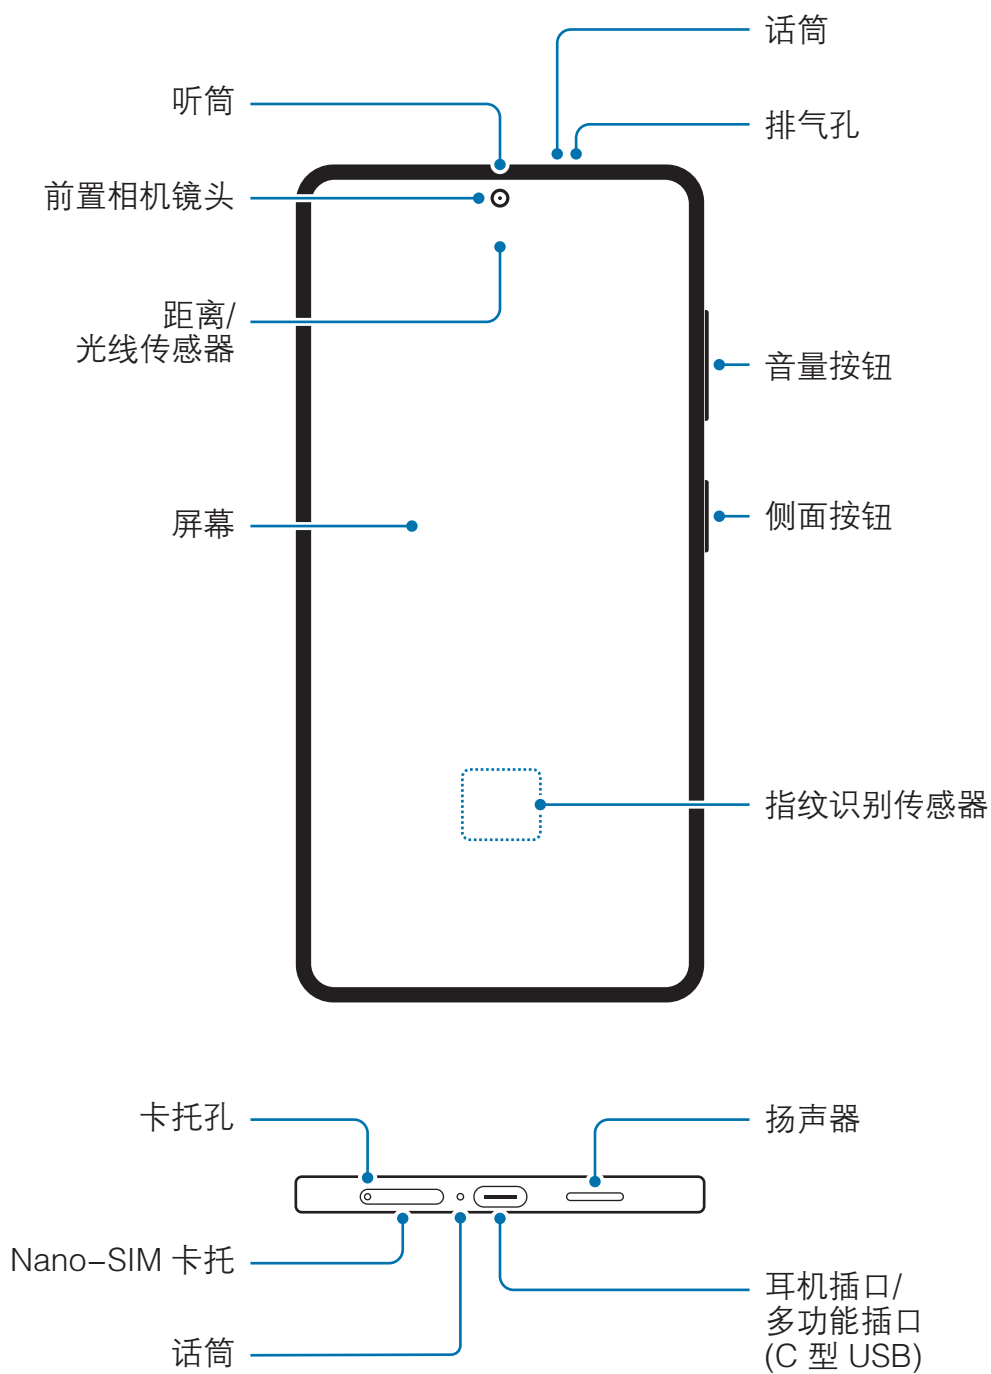 话筒
听筒
排气孔
前置相机镜头
距离/
光线传感器
音量按钮
侧面按钮
屏幕
指纹识别传感器
卡托孔
扬声器
Nano-SIM 卡托
耳机插口/
多功能插口
(C 型 USB)
话筒